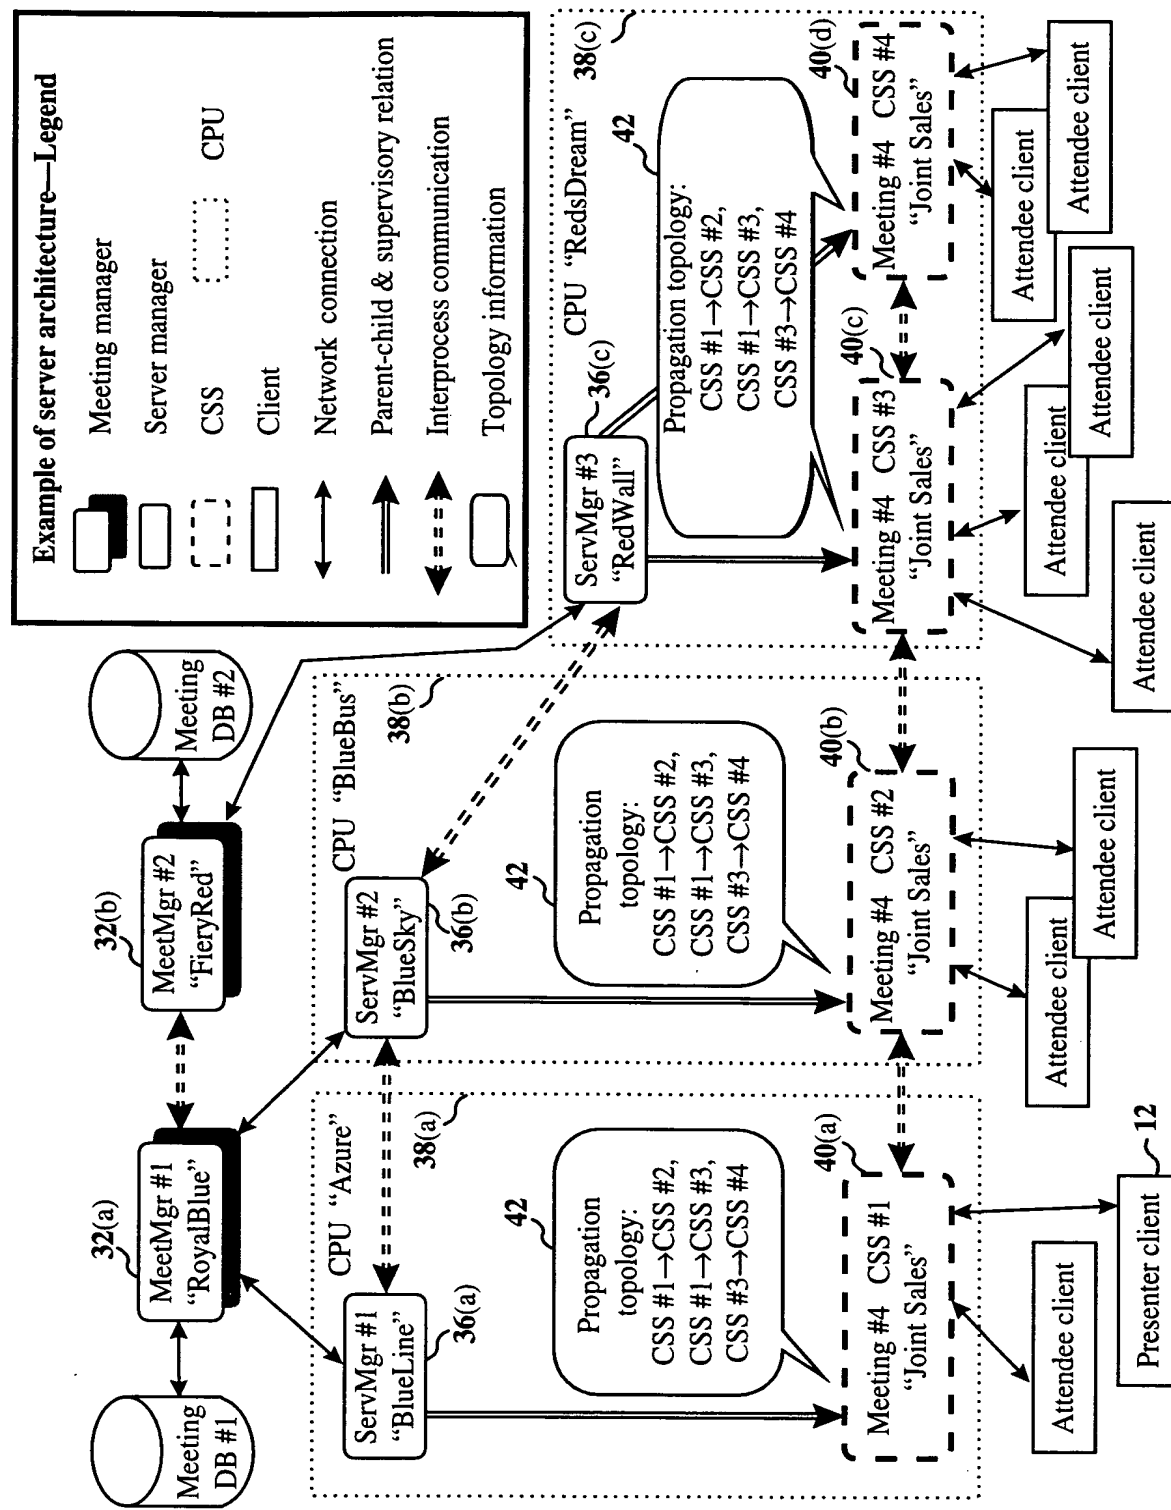 Example of server architecture—Legend
Meeting manager
Server manager
CSS
CPU
Client
Network connection
Parent-child & supervisory relation
Interprocess communication
Topology information
Meeting
DB #1
32(a)
MeetMgr #1
“RoyalBlue”
32(b)
MeetMgr #2
“FieryRed”
Meeting
DB #2
CPU “Azure”
38(a)
ServMgr #1
“BlueLine”
36(a)
42
Propagation
topology:
CSS #1→CSS #2,
CSS #1→CSS #3,
CSS #3→CSS #4
40(a)
Meeting #4 CSS #1
“Joint Sales”
Attendee client
Presenter client
12
CPU “BlueBus”
38(b)
ServMgr #2
“BlueSky”
36(b)
42
Propagation
topology:
CSS #1→CSS #2,
CSS #1→CSS #3,
CSS #3→CSS #4
40(b)
Meeting #4 CSS #2
“Joint Sales”
Attendee client
Attendee client
CPU “RedsDream”
38(c)
ServMgr #3
“RedWall”
36(c)
42
Propagation topology:
CSS #1→CSS #2,
CSS #1→CSS #3,
CSS #3→CSS #4
40(c)
Meeting #4 CSS #3
“Joint Sales”
40(d)
Meeting #4 CSS #4
“Joint Sales”
Attendee client
Attendee client
Attendee client
Attendee client
Attendee client